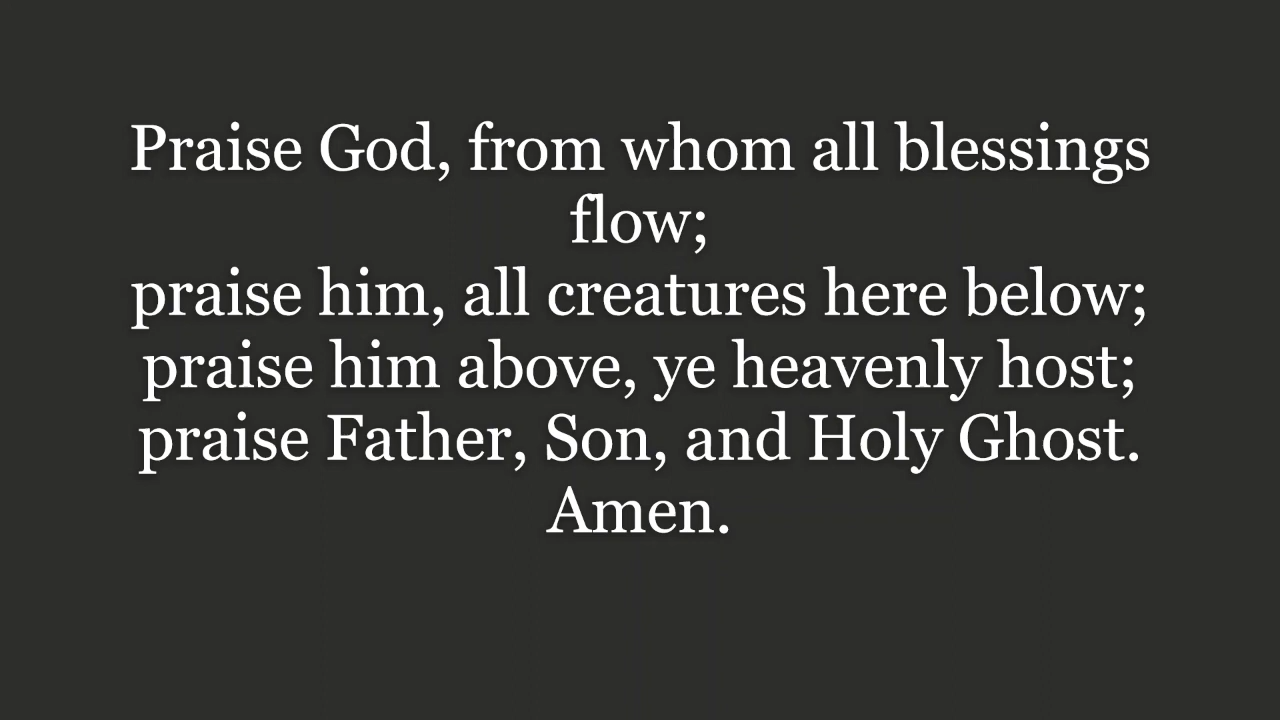 Praise God, from whom all blessings
flow;
praise him, all creatures here below;
praise him above, ye heavenly host;
praise Father, Son, and Holy Ghost.
Amen.